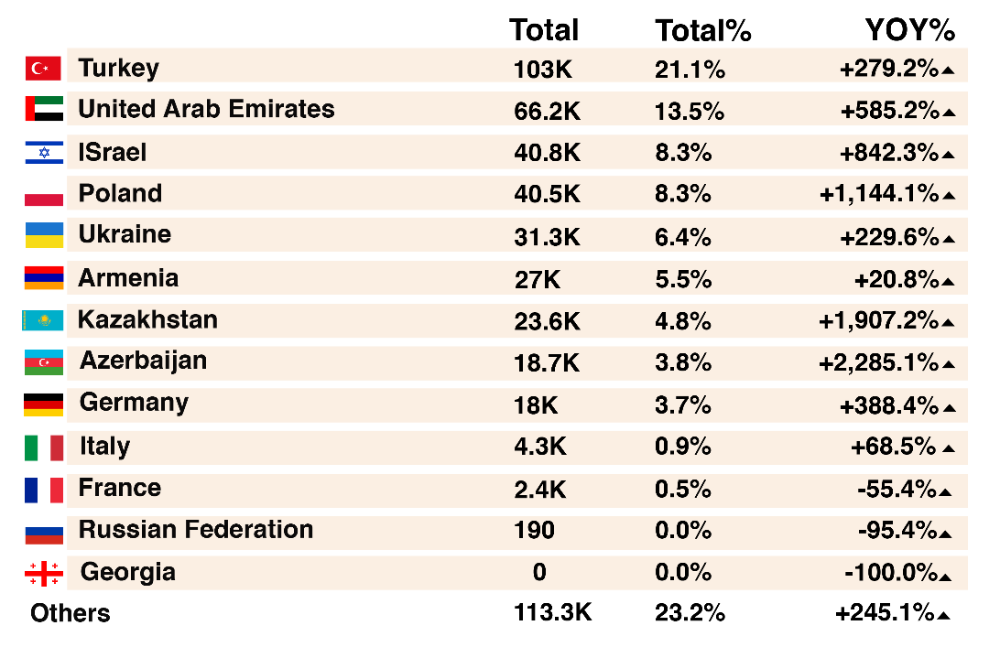 Total Total% YOY%
Turkey 103K 21.1% +279.2%▲
United Arab Emirates 66.2K 13.5% +585.2%▲
ISrael 40.8K 8.3% +842.3%▲
Poland 40.5K 8.3% +1,144.1%▲
Ukraine 31.3K 6.4% +229.6%▲
Armenia 27K 5.5% +20.8%▲
Kazakhstan 23.6K 4.8% +1,907.2%▲
Azerbaijan 18.7K 3.8% +2,285.1%▲
Germany 18K 3.7% +388.4%▲
Italy 4.3K 0.9% +68.5%▲
France 2.4K 0.5% -55.4%▲
Russian Federation 190 0.0% -95.4%▲
Georgia 0 0.0% -100.0%▲
Others 113.3K 23.2% +245.1%▲